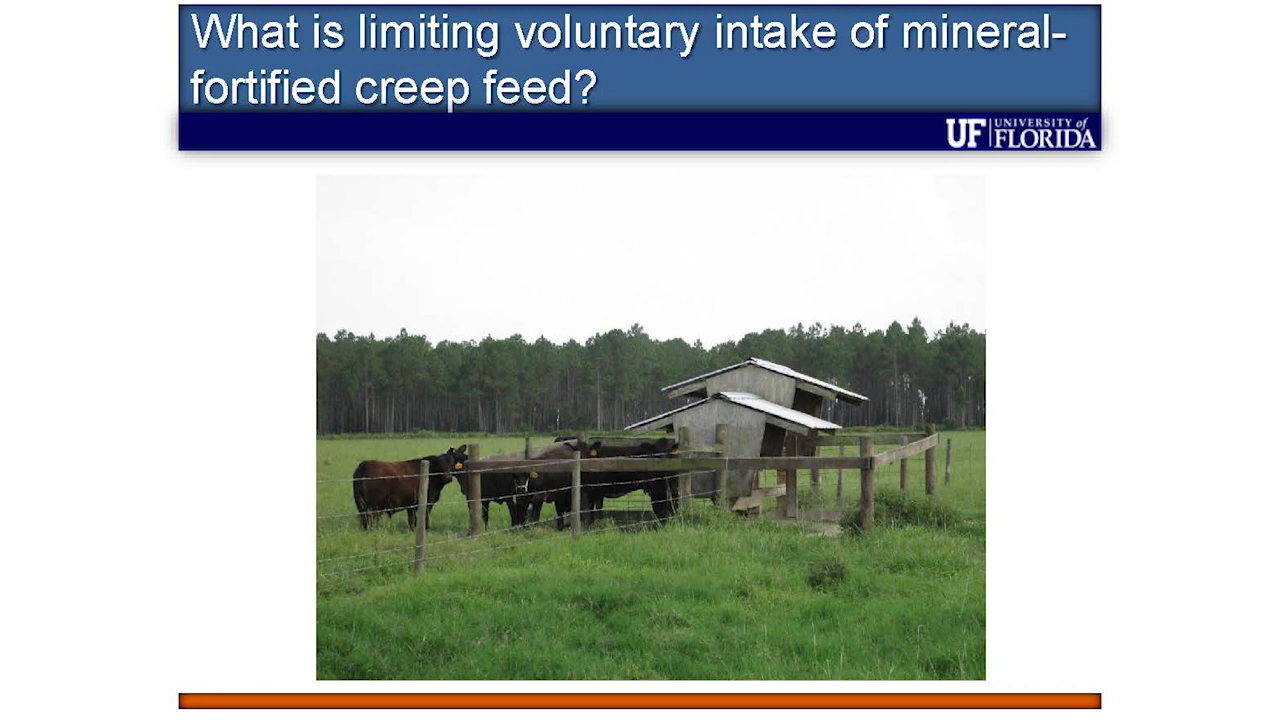 What is limiting voluntary intake of mineral-
fortified creep feed?
UF UNIVERSITY of
FLORIDA